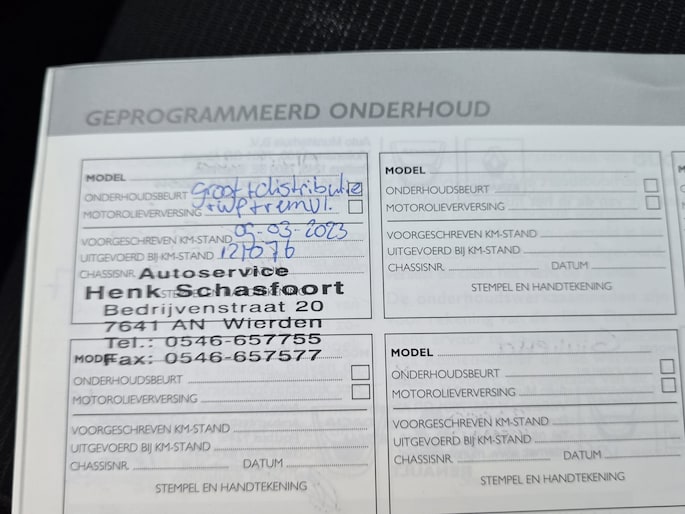 GEPROGRAMMEERD ONDERHOUD
MODEL
ONDERHOUDSBEURT groot + distributie
MOTOROLIEVERVERSING + wp + remvl.
VOORGESCHREVEN KM-STAND 09-03-2023
UITGEVOERD BIJ KM-STAND
CHASSISNR.
Autoservice
Henk Schasfoort
Bedrijvenstraat 20
7641 AN Wierden
Tel.: 0546-657755
Fax: 0546-657577
MODEL
ONDERHOUDSBEURT
MOTOROLIEVERVERSING
VOORGESCHREVEN KM-STAND
UITGEVOERD BIJ KM-STAND
CHASSISNR. DATUM
STEMPEL EN HANDTEKENING
MODEL
ONDERHOUDSBEURT
MOTOROLIEVERVERSING
VOORGESCHREVEN KM-STAND
UITGEVOERD BIJ KM-STAND
CHASSISNR. DATUM
STEMPEL EN HANDTEKENING
MODEL
ONDERHOUDSBEURT
MOTOROLIEVERVERSING
VOORGESCHREVEN KM-STAND
UITGEVOERD BIJ KM-STAND
CHASSISNR. DATUM
STEMPEL EN HANDTEKENING